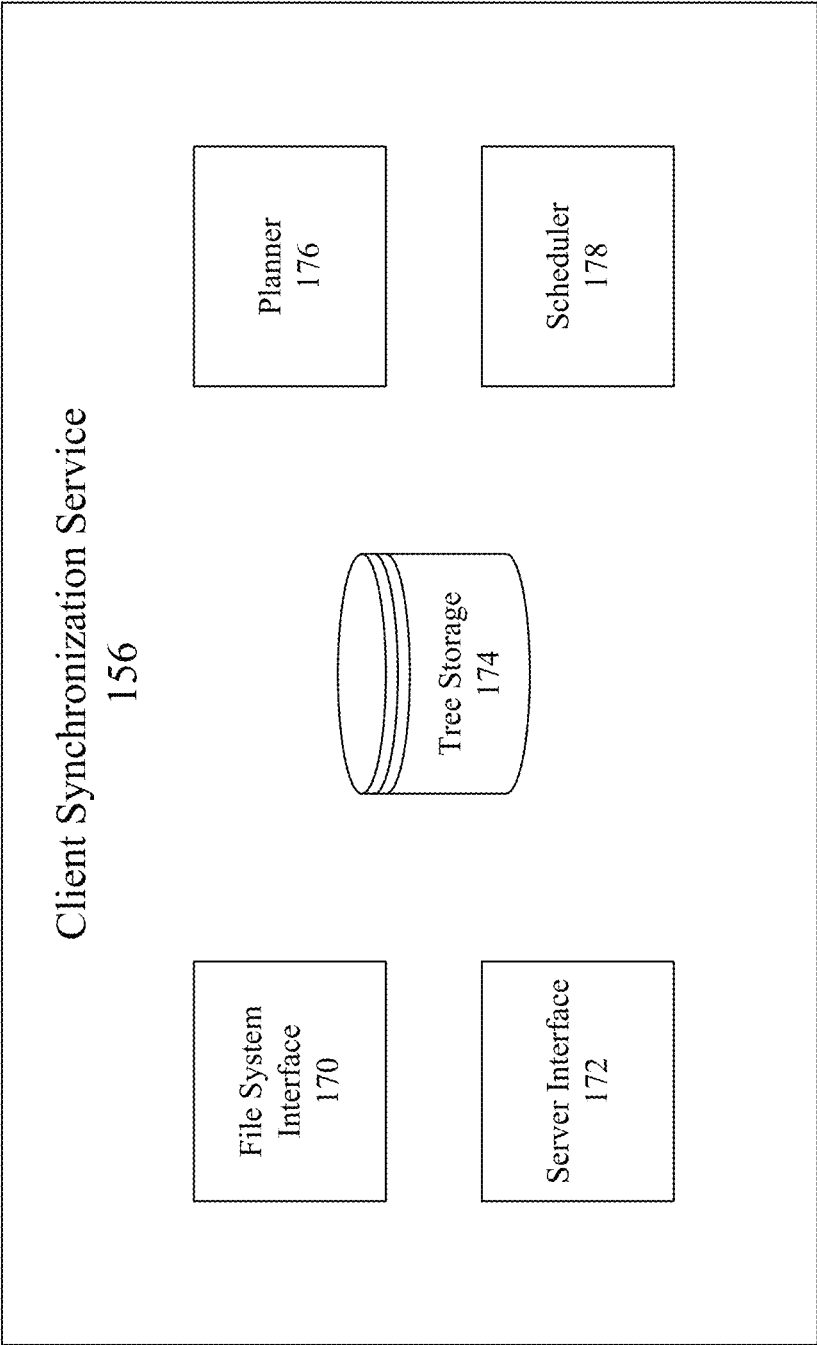 Client Synchronization Service
156
File System
Interface
170
Planner
176
Tree Storage
174
Server Interface
172
Scheduler
178